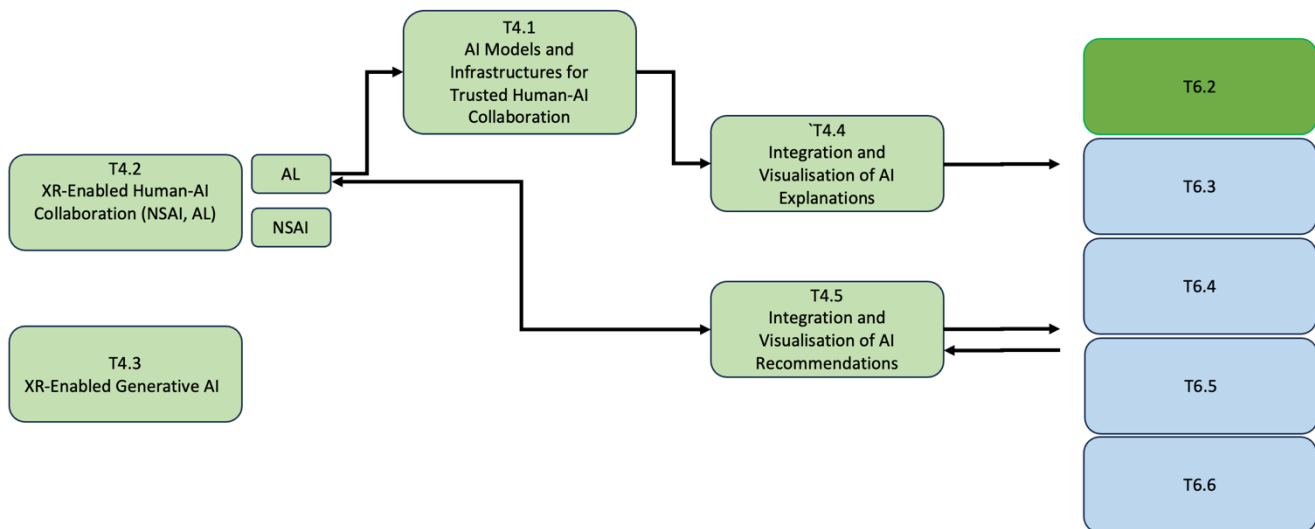 T4.1
AI Models and
Infrastructures for
Trusted Human-AI
Collaboration
T6.2
`T4.4
Integration and
Visualisation of AI
Explanations
T4.2
XR-Enabled Human-AI
Collaboration (NSAI, AL)
AL
NSAI
T6.3
T6.4
T4.5
Integration and
Visualisation of AI
Recommendations
T4.3
XR-Enabled Generative AI
T6.5
T6.6